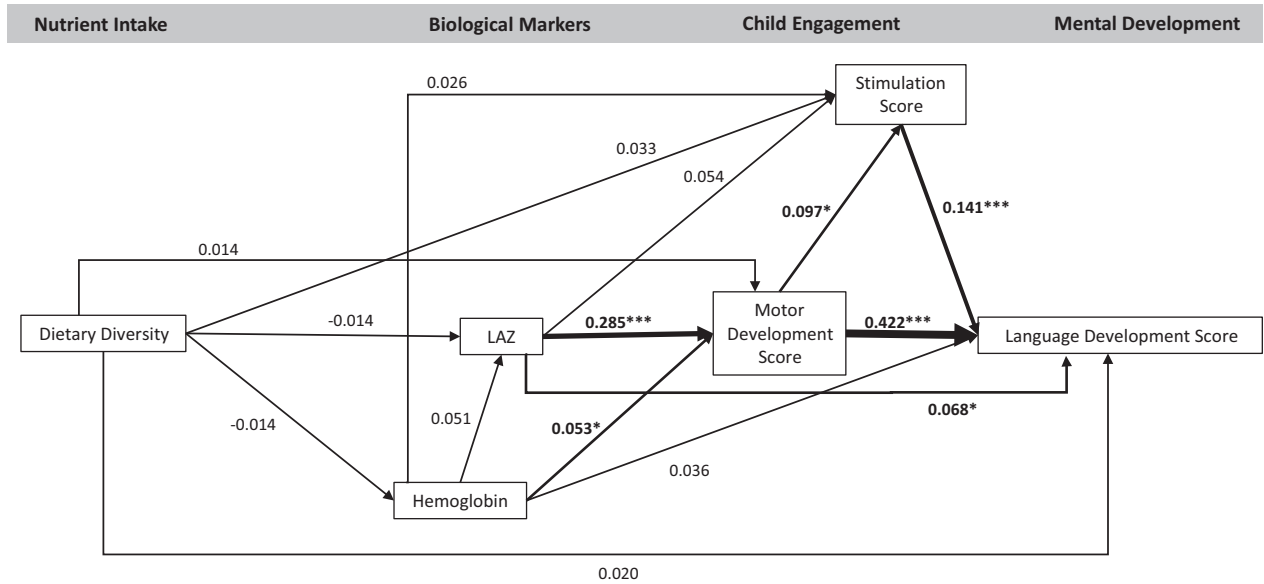 Nutrient Intake
Biological Markers
Child Engagement
Mental Development
0.026
Stimulation
Score
0.033
0.054
0.097*
0.141***
0.014
Dietary Diversity
-0.014
LAZ
0.285***
Motor
Development
Score
0.422***
Language Development Score
-0.014
0.051
0.053*
0.068*
0.036
Hemoglobin
0.020